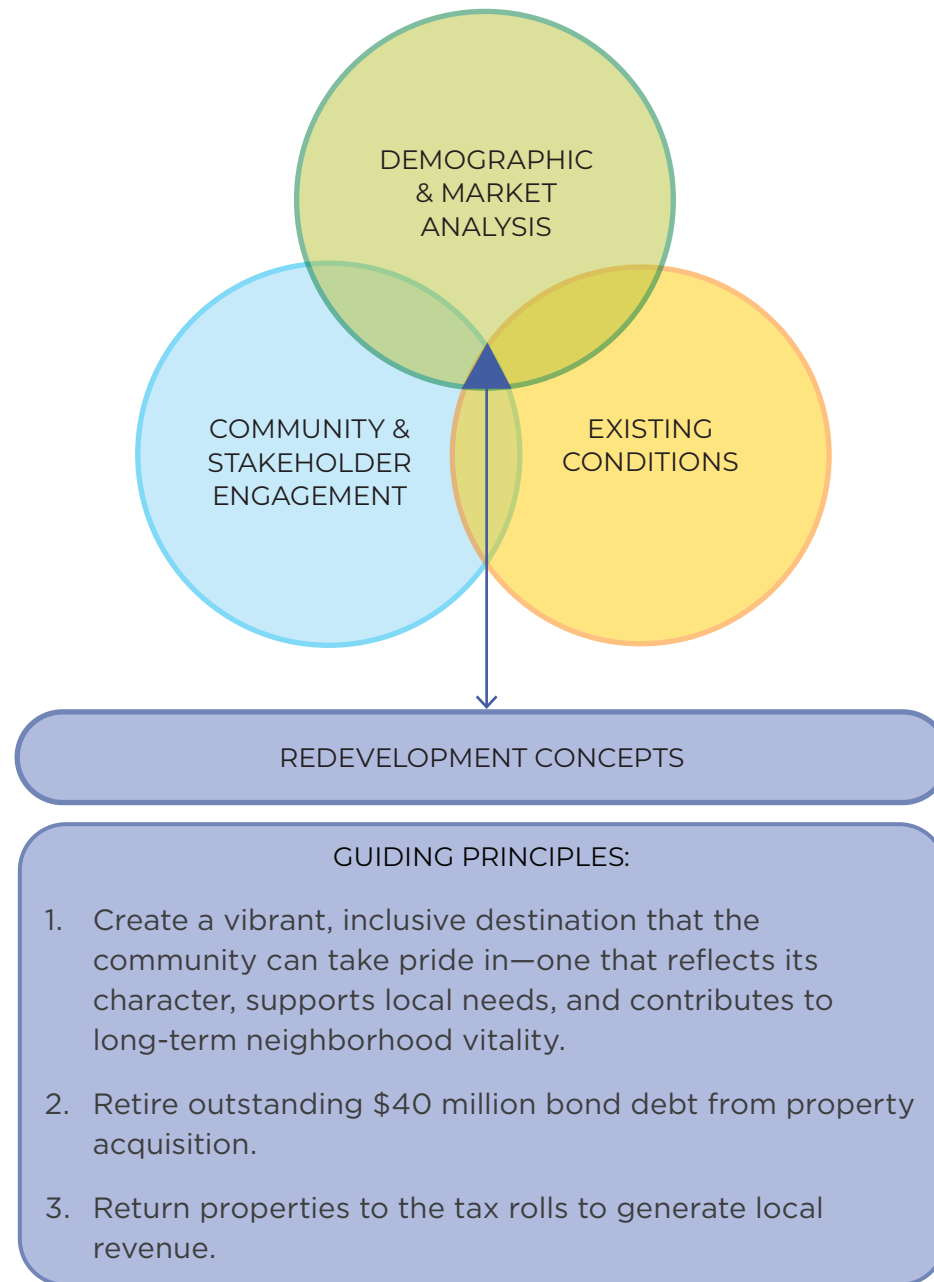 DEMOGRAPHIC
& MARKET
ANALYSIS
COMMUNITY &
STAKEHOLDER
ENGAGEMENT
EXISTING
CONDITIONS
REDEVELOPMENT CONCEPTS
GUIDING PRINCIPLES:
1. Create a vibrant, inclusive destination that the
community can take pride in—one that reflects its
character, supports local needs, and contributes to
long-term neighborhood vitality.
2. Retire outstanding $40 million bond debt from property
acquisition.
3. Return properties to the tax rolls to generate local
revenue.